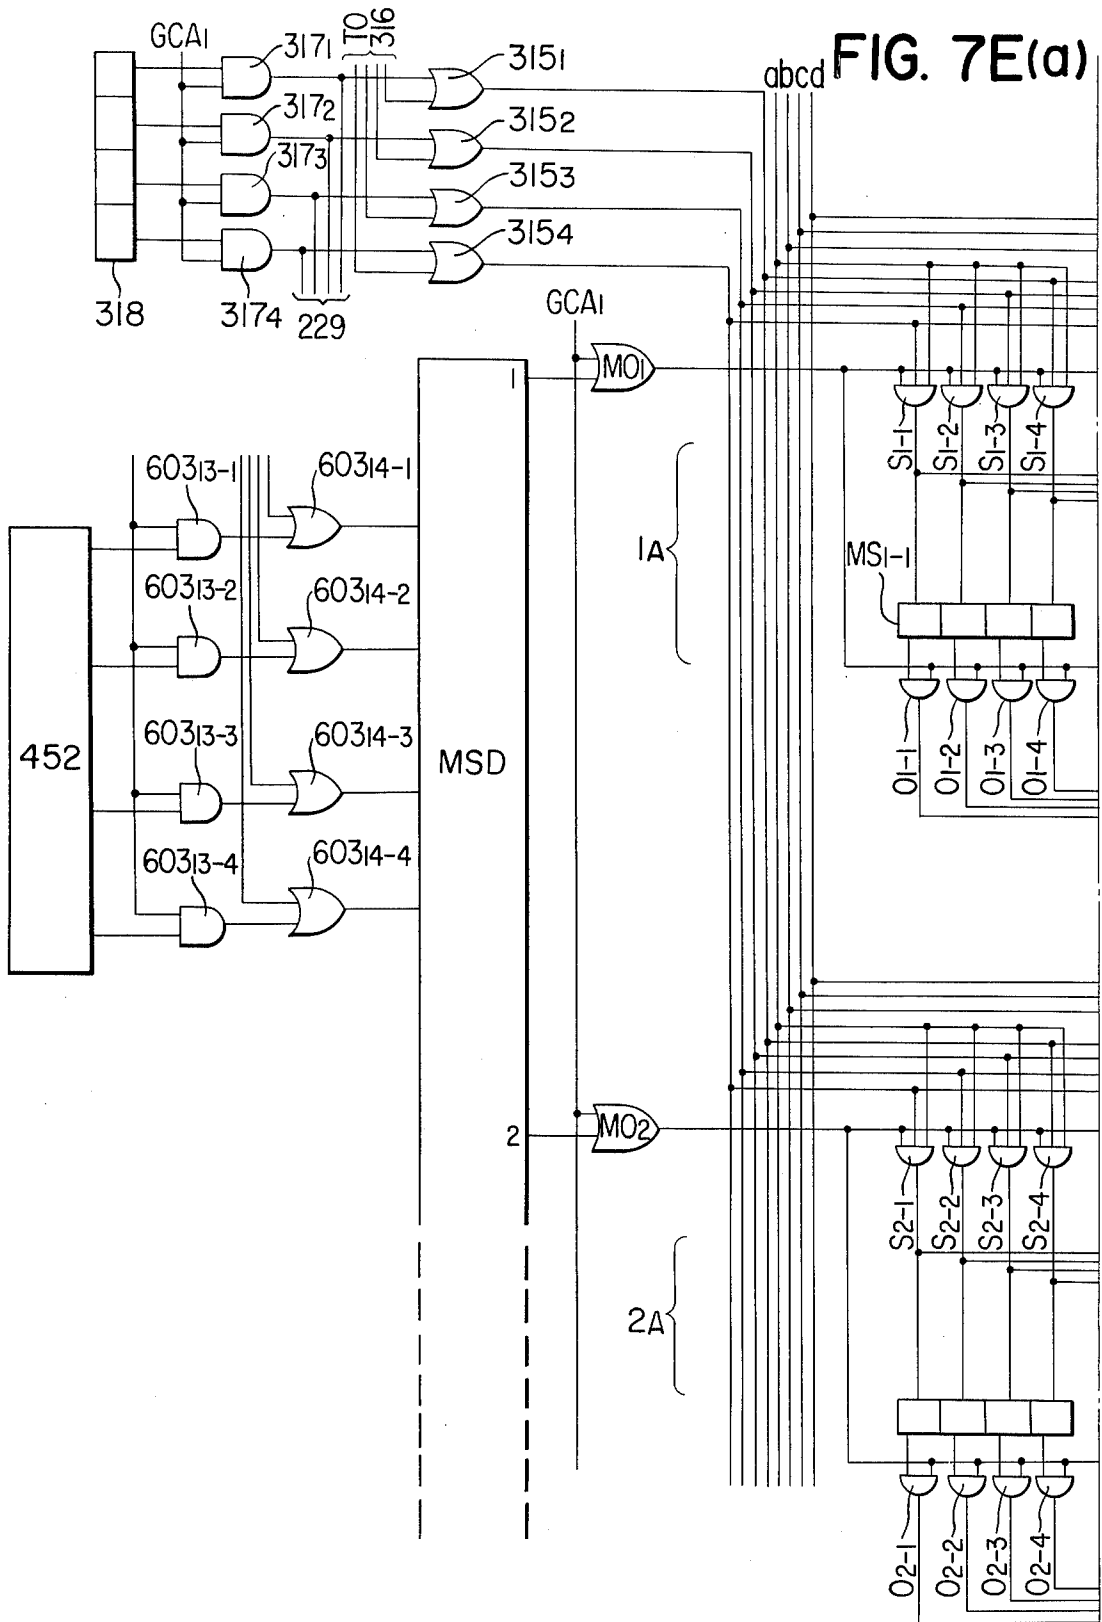 FIG. 7E(a)
GCA1
3171
TO 316
3151
abcd
3172
3152
3173
3153
3174
3154
318
229
GCA1
1
MO1
S1-1
S1-2
S1-3
S1-4
60313-1
60314-1
1A
MS1-1
60313-2
60314-2
452
60313-3
60314-3
MSD
O1-1
O1-2
O1-3
O1-4
60313-4
60314-4
2
MO2
S2-1
S2-2
S2-3
S2-4
2A
O2-1
O2-2
O2-3
O2-4